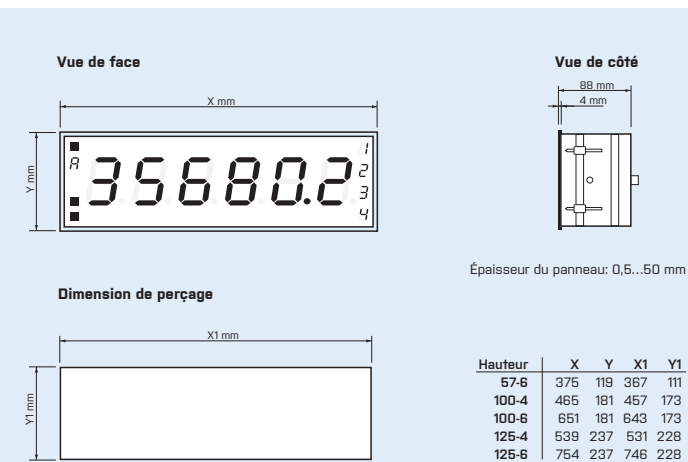 Vue de face
X mm
Y mm
A 35680.2
1
2
3
4
Vue de côté
88 mm
4 mm
Épaisseur du panneau: 0,5...50 mm
Dimension de perçage
X1 mm
Y1 mm
Hauteur X Y X1 Y1
57-6 375 119 367 111
100-4 465 181 457 173
100-6 651 181 643 173
125-4 539 237 531 228
125-6 754 237 746 228